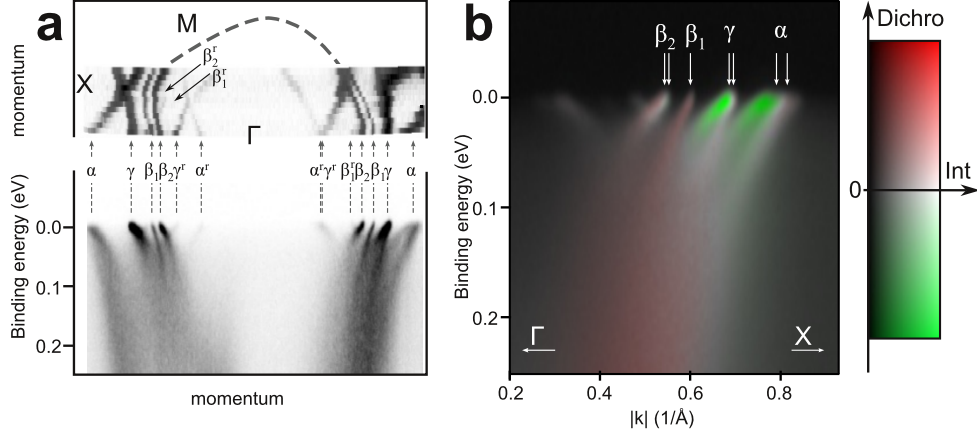 a
M
β₂ʳ
β₁ʳ
X
Γ
momentum
α γ β₁ β₂ γʳ αʳ αʳ γʳ β₁ʳ β₂ β₁ γ α
Binding energy (eV)
0.0
0.1
0.2
momentum
b
β₂ β₁ γ α
Binding energy (eV)
0.0
0.1
0.2
Γ X
0.2 0.4 0.6 0.8
|k| (1/Å)
Dichro
Int
0